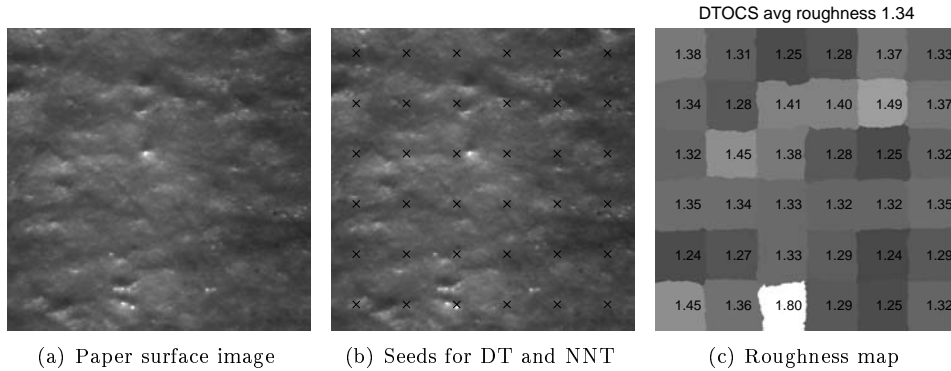 DTOCS avg roughness 1.34
1.38 1.31 1.25 1.28 1.37 1.33
1.34 1.28 1.41 1.40 1.49 1.37
1.32 1.45 1.38 1.28 1.25 1.32
1.35 1.34 1.33 1.32 1.32 1.35
1.24 1.27 1.33 1.29 1.24 1.29
1.45 1.36 1.80 1.29 1.25 1.32
(a) Paper surface image
(b) Seeds for DT and NNT
(c) Roughness map